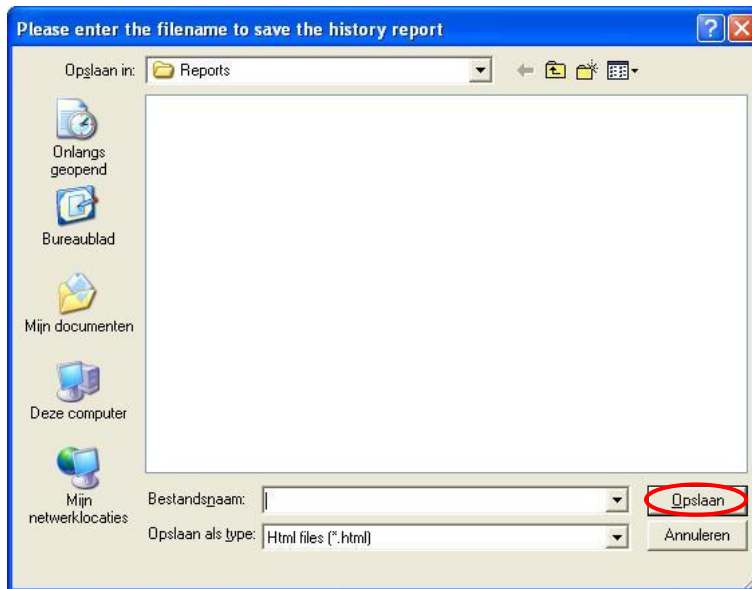 Please enter the filename to save the history report
Opslaan in:
Reports
Onlangs
geopend
Bureaublad
Mijn documenten
Deze computer
Mijn
netwerklocaties
Bestandsnaam:
Opslaan
Opslaan als type:
Html files (*.html)
Annuleren